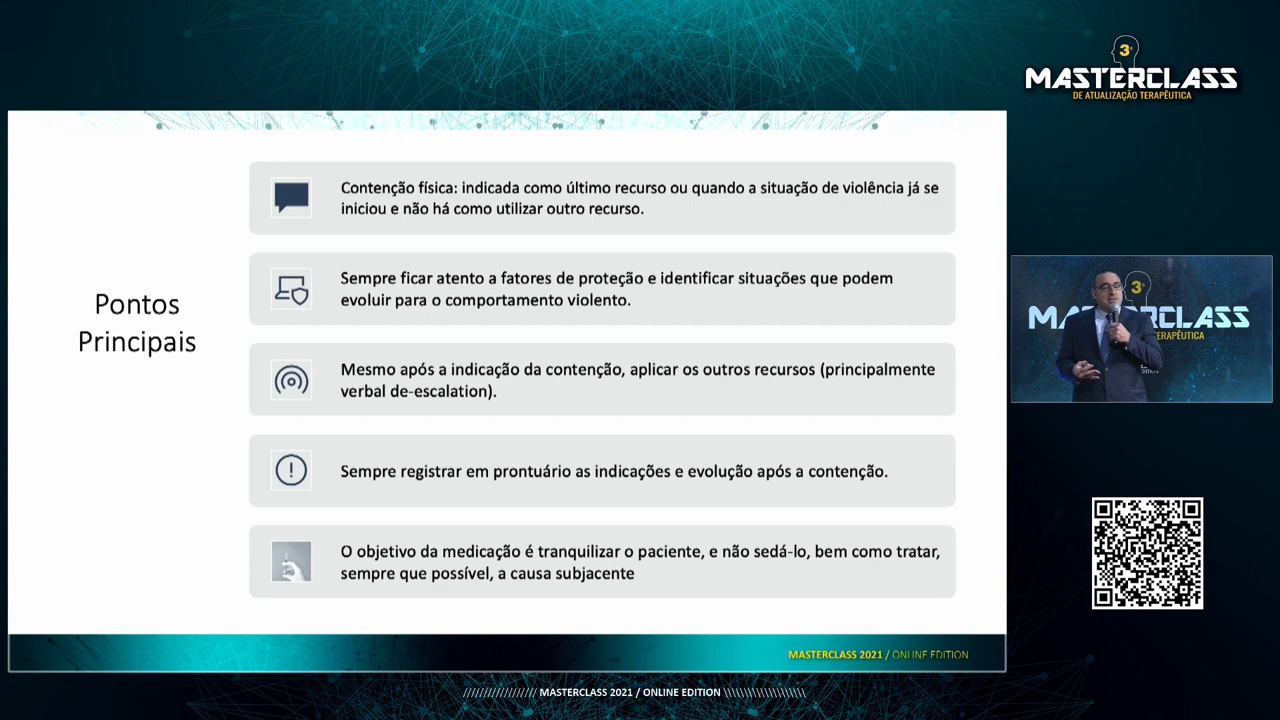 3ª
MASTERCLASS
DE ATUALIZAÇÃO TERAPÊUTICA
Pontos
Principais
Contenção física: indicada como último recurso ou quando a situação de violência já se
iniciou e não há como utilizar outro recurso.
Sempre ficar atento a fatores de proteção e identificar situações que podem
evoluir para o comportamento violento.
Mesmo após a indicação da contenção, aplicar os outros recursos (principalmente
verbal de-escalation).
Sempre registrar em prontuário as indicações e evolução após a contenção.
O objetivo da medicação é tranquilizar o paciente, e não sedá-lo, bem como tratar,
sempre que possível, a causa subjacente
MASTERCLASS 2021 / ONLINE EDITION
3ª
TERAPÊUTICA
////////////////// MASTERCLASS 2021 / ONLINE EDITION \\\\\\\\\\\\\\\\\\\\